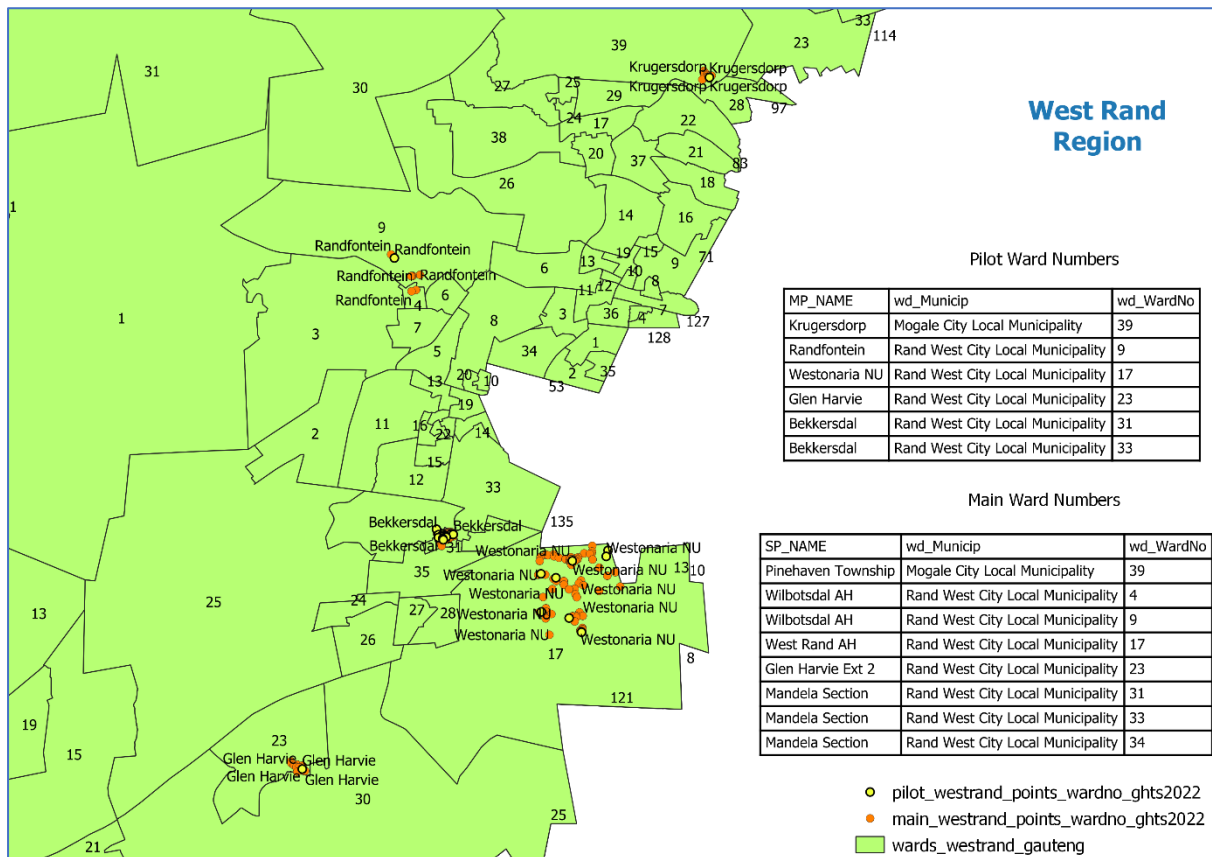 39
33
23
114
31
30
Krugersdorp Krugersdorp
Krugersdorp Krugersdorp
27
25
29
28
97
24
17
22
38
20
37
21
83
26
18
14
16
West Rand
Region
1
9
Randfontein Randfontein
Randfontein Randfontein
Randfontein
19
15
71
6
13
10
9
8
11
12
6
4
7
3
36
4
7
127
128
1
3
7
8
5
34
1
2
35
53
13
20
10
19
2
11
16
22
14
15
12
33
Bekkersdal Bekkersdal
Bekkersdal 31
135
Westonaria NU Westonaria NU
Westonaria NU Westonaria NU
Westonaria NU Westonaria NU
Westonaria NU Westonaria NU
Westonaria NU Westonaria NU
13
10
35
25
24
27
28
26
17
8
13
121
19
15
23
Glen Harvie Glen Harvie
Glen Harvie Glen Harvie
30
25
21
Pilot Ward Numbers
MP_NAME wd_Municip wd_WardNo
Krugersdorp Mogale City Local Municipality 39
Randfontein Rand West City Local Municipality 9
Westonaria NU Rand West City Local Municipality 17
Glen Harvie Rand West City Local Municipality 23
Bekkersdal Rand West City Local Municipality 31
Bekkersdal Rand West City Local Municipality 33
Main Ward Numbers
SP_NAME wd_Municip wd_WardNo
Pinehaven Township Mogale City Local Municipality 39
Wilbotsdal AH Rand West City Local Municipality 4
Wilbotsdal AH Rand West City Local Municipality 9
West Rand AH Rand West City Local Municipality 17
Glen Harvie Ext 2 Rand West City Local Municipality 23
Mandela Section Rand West City Local Municipality 31
Mandela Section Rand West City Local Municipality 33
Mandela Section Rand West City Local Municipality 34
pilot_westrand_points_wardno_ghts2022
main_westrand_points_wardno_ghts2022
wards_westrand_gauteng